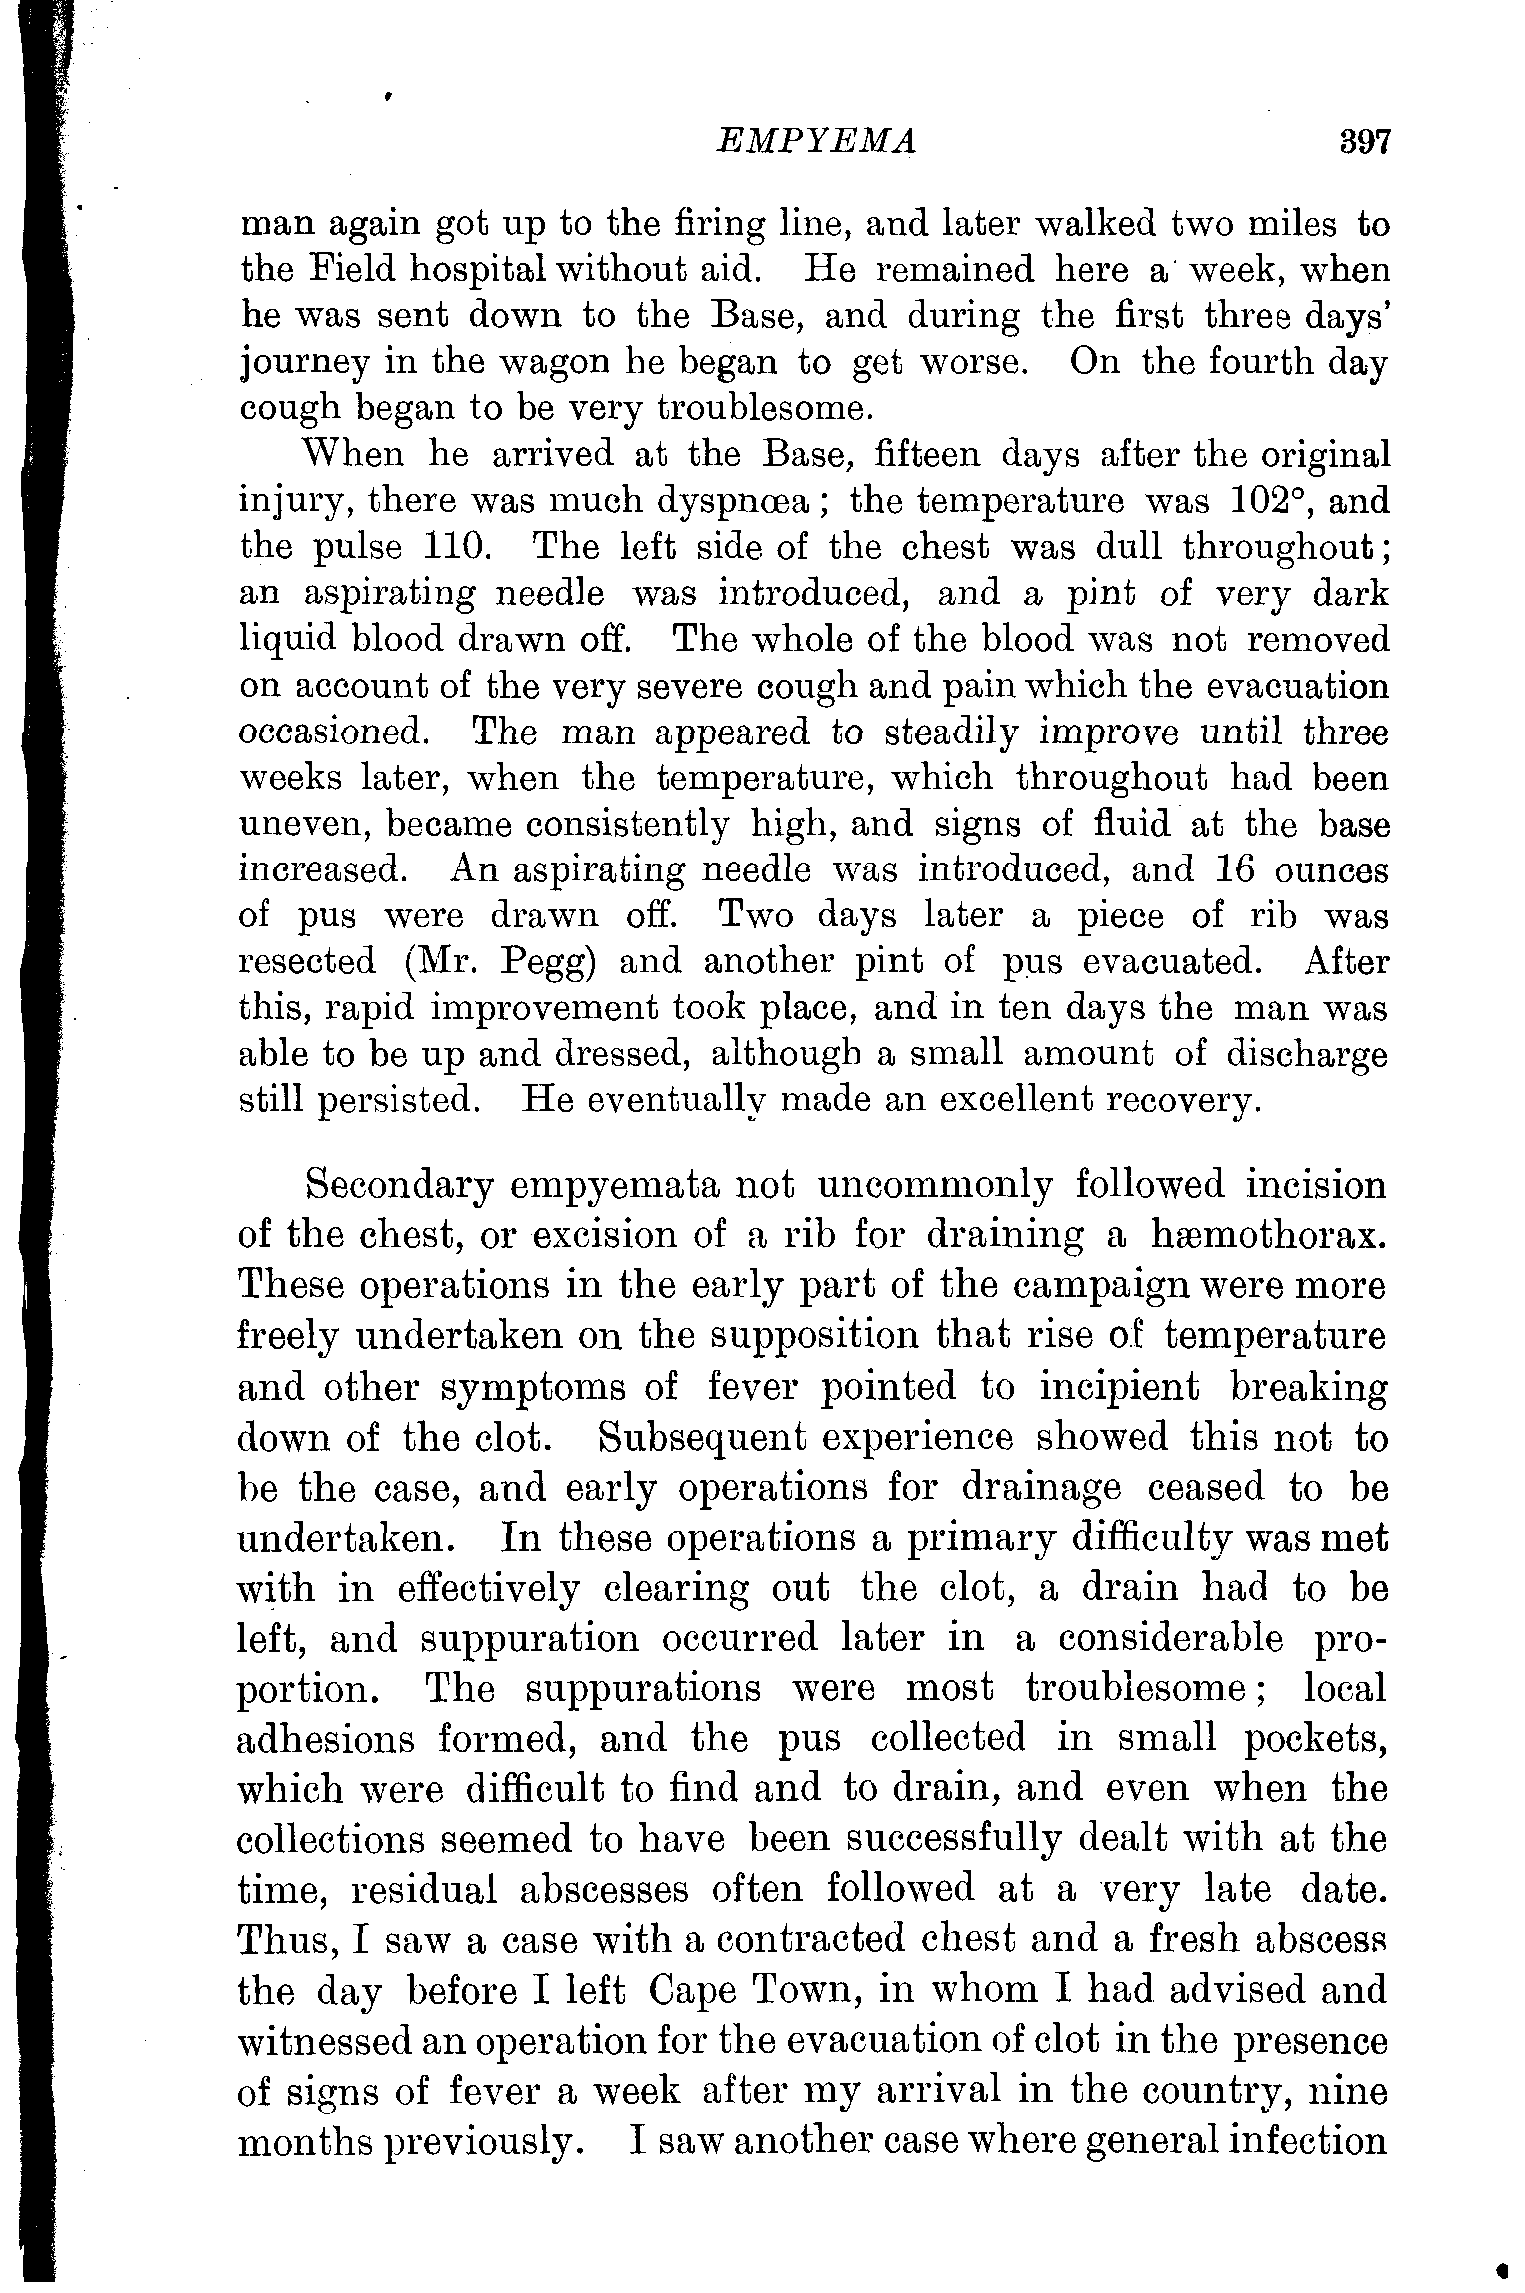 EMPYEMA 397
man again got up to the firing line, and later walked two miles to
the Field hospital without aid. He remained here a week, when
he was sent down to the Base, and during the first three days'
journey in the wagon he began to get worse. On the fourth day
cough began to be very troublesome.
When he arrived at the Base, fifteen days after the original
injury, there was much dyspnœa; the temperature was 102°, and
the pulse 110. The left side of the chest was dull throughout;
an aspirating needle was introduced, and a pint of very dark
liquid blood drawn off. The whole of the blood was not removed
on account of the very severe cough and pain which the evacuation
occasioned. The man appeared to steadily improve until three
weeks later, when the temperature, which throughout had been
uneven, became consistently high, and signs of fluid at the base
increased. An aspirating needle was introduced, and 16 ounces
of pus were drawn off. Two days later a piece of rib was
resected (Mr. Pegg) and another pint of pus evacuated. After
this, rapid improvement took place, and in ten days the man was
able to be up and dressed, although a small amount of discharge
still persisted. He eventually made an excellent recovery.
Secondary empyemata not uncommonly followed incision
of the chest, or excision of a rib for draining a hæmothorax.
These operations in the early part of the campaign were more
freely undertaken on the supposition that rise of temperature
and other symptoms of fever pointed to incipient breaking
down of the clot. Subsequent experience showed this not to
be the case, and early operations for drainage ceased to be
undertaken. In these operations a primary difficulty was met
with in effectively clearing out the clot, a drain had to be
left, and suppuration occurred later in a considerable pro-
portion. The suppurations were most troublesome; local
adhesions formed, and the pus collected in small pockets,
which were difficult to find and to drain, and even when the
collections seemed to have been successfully dealt with at the
time, residual abscesses often followed at a very late date.
Thus, I saw a case with a contracted chest and a fresh abscess
the day before I left Cape Town, in whom I had advised and
witnessed an operation for the evacuation of clot in the presence
of signs of fever a week after my arrival in the country, nine
months previously. I saw another case where general infection